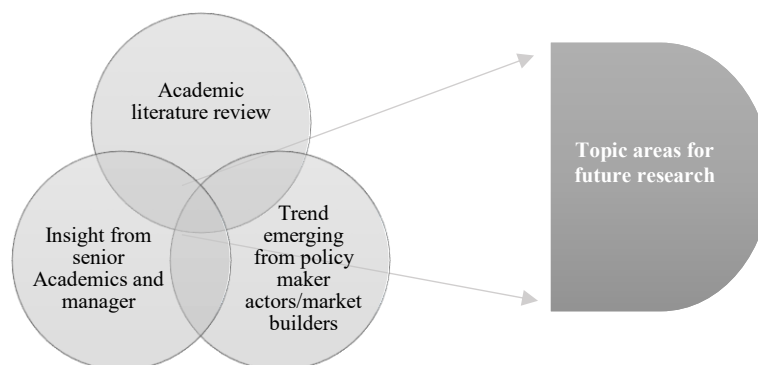 Academic
literature review
Insight from
senior
Academics and
manager
Trend
emerging
from policy
maker
actors/market
builders
Topic areas for
future research